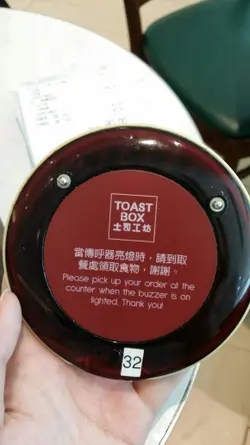 TOAST
BOX
土司工坊
當傳呼器亮燈時，請到取
餐處領取食物，謝謝。
Please pick up your order at the
counter when the buzzer is on
lighted. Thank you!
32